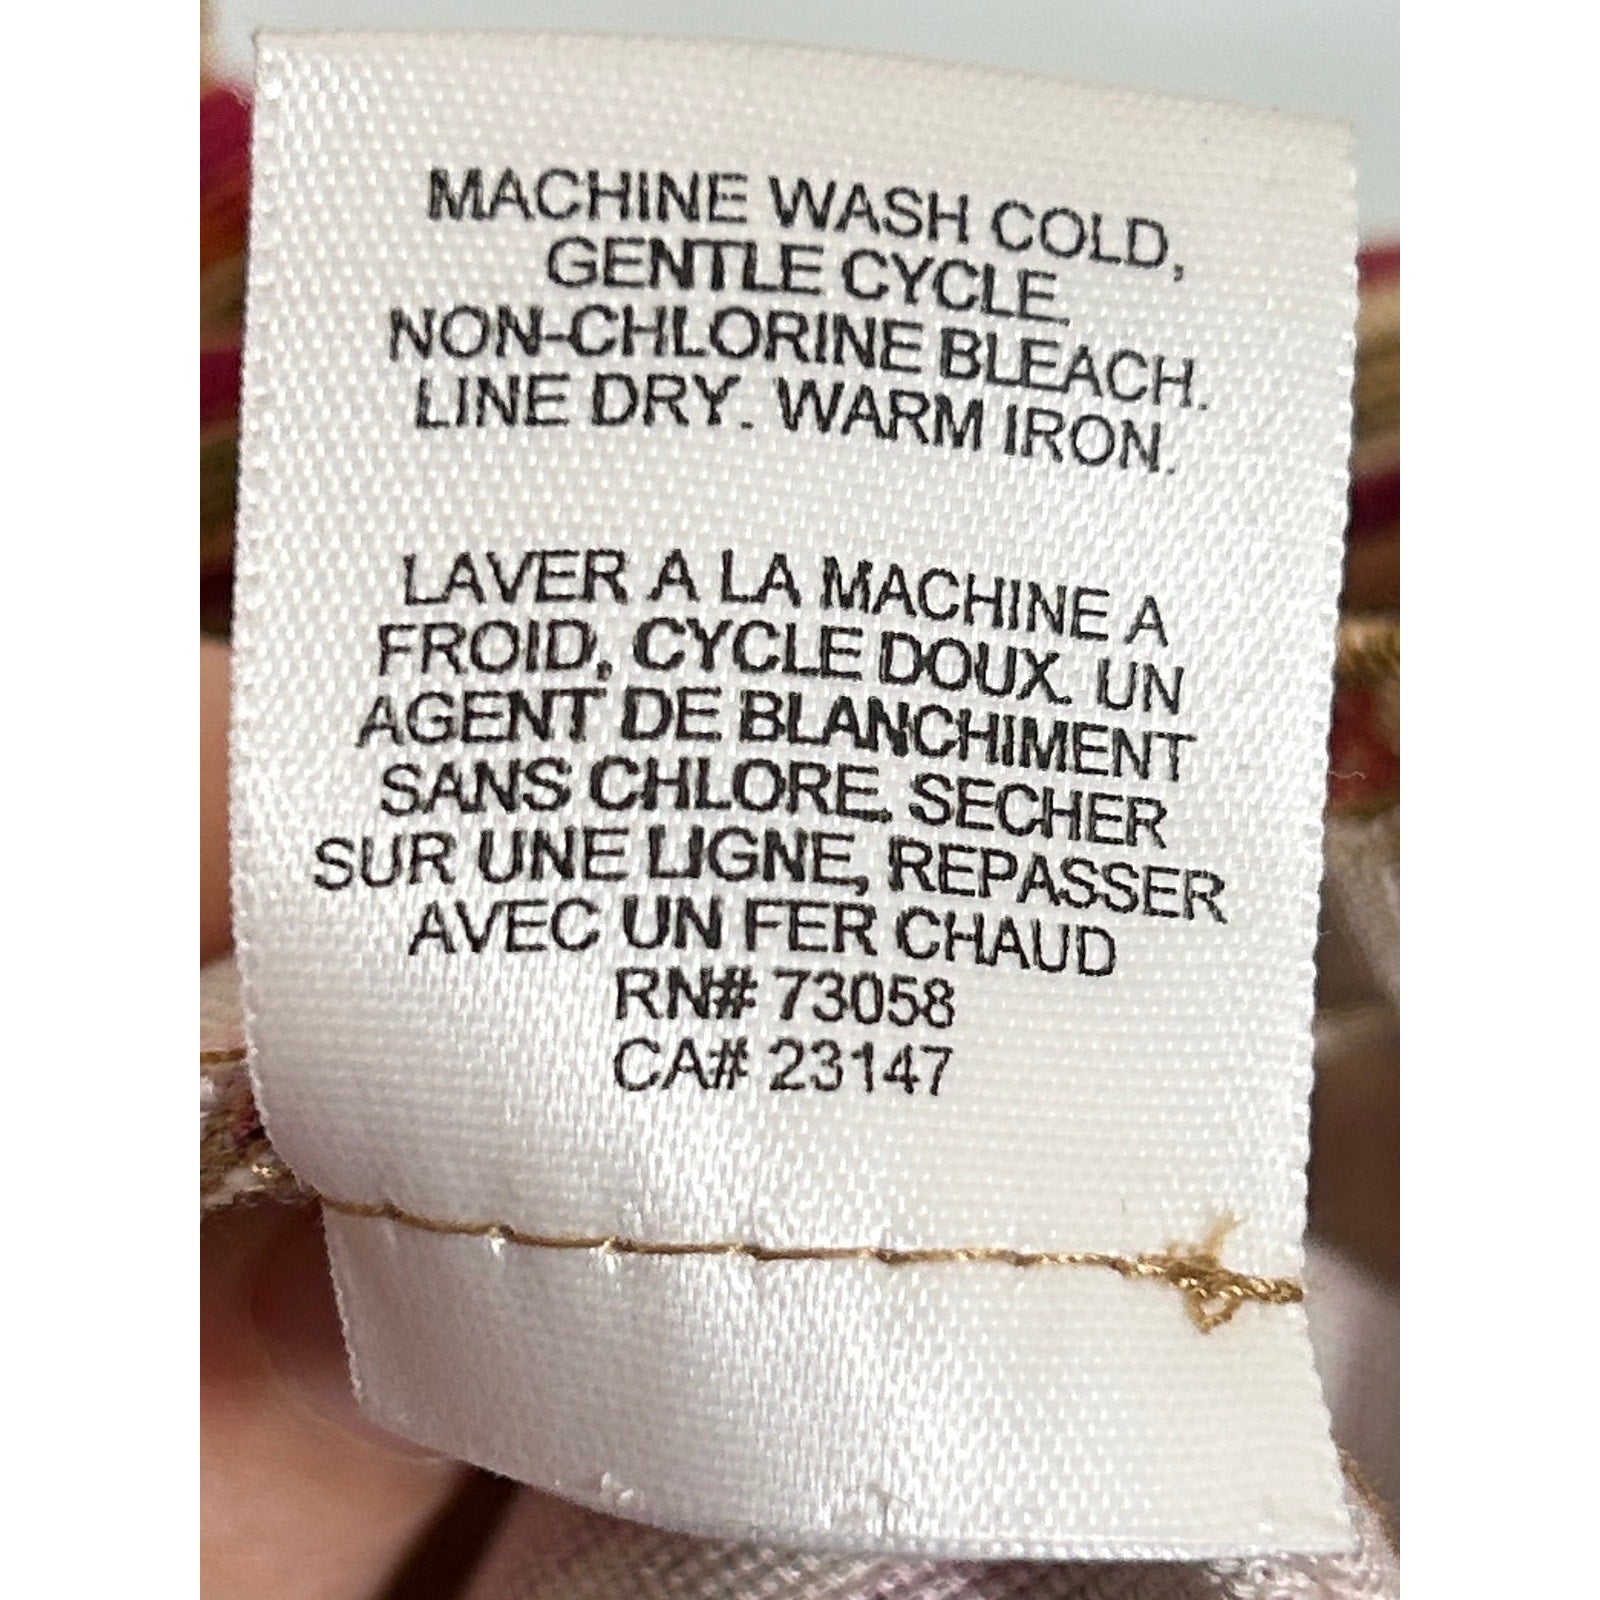 MACHINE WASH COLD,
GENTLE CYCLE.
NON-CHLORINE BLEACH.
LINE DRY. WARM IRON.
LAVER A LA MACHINE A
FROID, CYCLE DOUX. UN
AGENT DE BLANCHIMENT
SANS CHLORE. SECHER
SUR UNE LIGNE, REPASSER
AVEC UN FER CHAUD
RN# 73058
CA# 23147